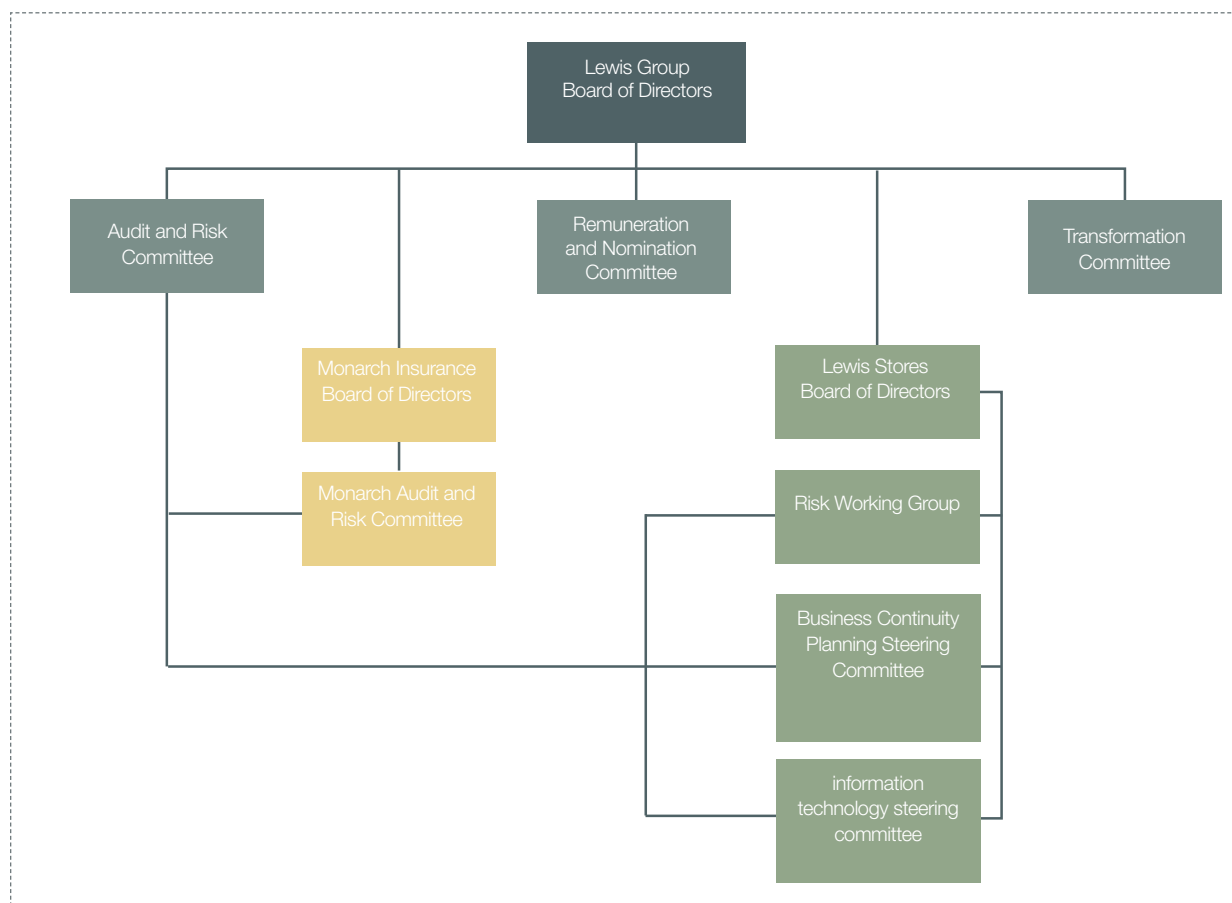 Lewis Group
Board of Directors
Audit and Risk
Committee
Remuneration
and Nomination
Committee
Transformation
Committee
Monarch Insurance
Board of Directors
Lewis Stores
Board of Directors
Monarch Audit and
Risk Committee
Risk Working Group
Business Continuity
Planning Steering
Committee
information
technology steering
committee